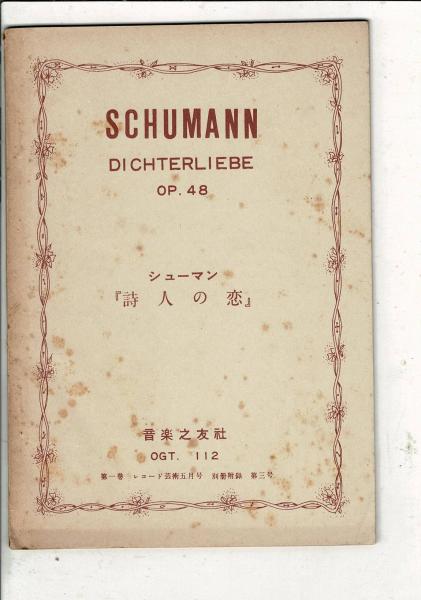 SCHUMANN
DICHTERLIEBE
OP. 48
シューマン
『詩人の恋』
音楽之友社
OGT. 112
第一巻 レコード芸術五月号 別冊附録 第三号